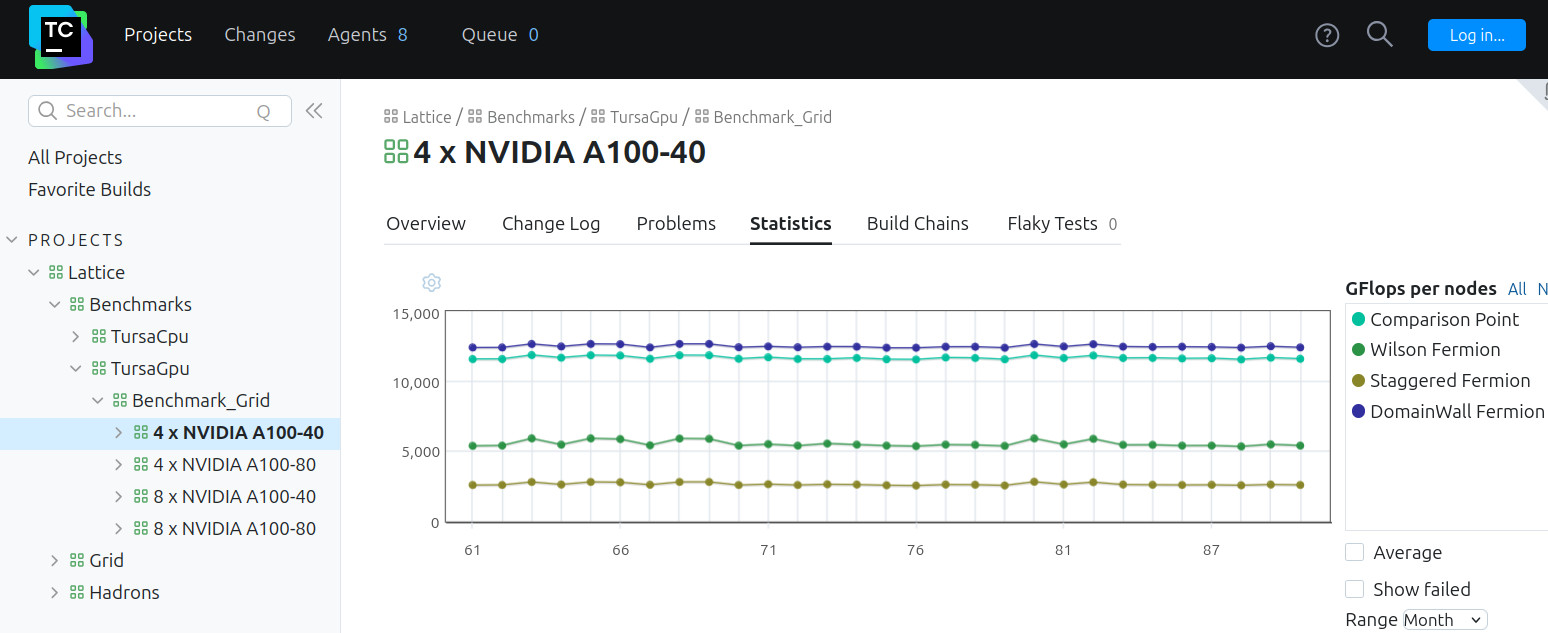 TC
Projects Changes Agents 8 Queue 0 Log in...
Search... Q
All Projects
Favorite Builds
PROJECTS
Lattice
Benchmarks
TursaCpu
TursaGpu
Benchmark_Grid
4 x NVIDIA A100-40
4 x NVIDIA A100-80
8 x NVIDIA A100-40
8 x NVIDIA A100-80
Grid
Hadrons
Lattice / Benchmarks / TursaGpu / Benchmark_Grid
4 x NVIDIA A100-40
Overview Change Log Problems Statistics Build Chains Flaky Tests 0
15,000
10,000
5,000
0
61 66 71 76 81 87
GFlops per nodes All N
Comparison Point
Wilson Fermion
Staggered Fermion
DomainWall Fermion
Average
Show failed
Range Month